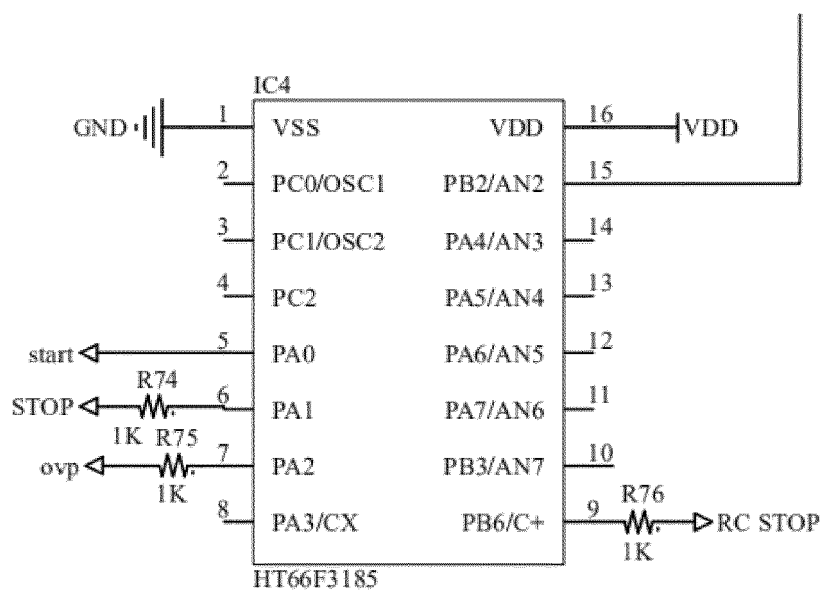 IC4
GND 1 VSS VDD 16 VDD
2 PC0/OSC1 PB2/AN2 15
3 PC1/OSC2 PA4/AN3 14
4 PC2 PA5/AN4 13
start 5 PA0 PA6/AN5 12
R74
STOP 6 PA1 PA7/AN6 11
1K R75
ovp 7 PA2 PB3/AN7 10
1K R76
8 PA3/CX PB6/C+ 9 RC STOP
1K
HT66F3185